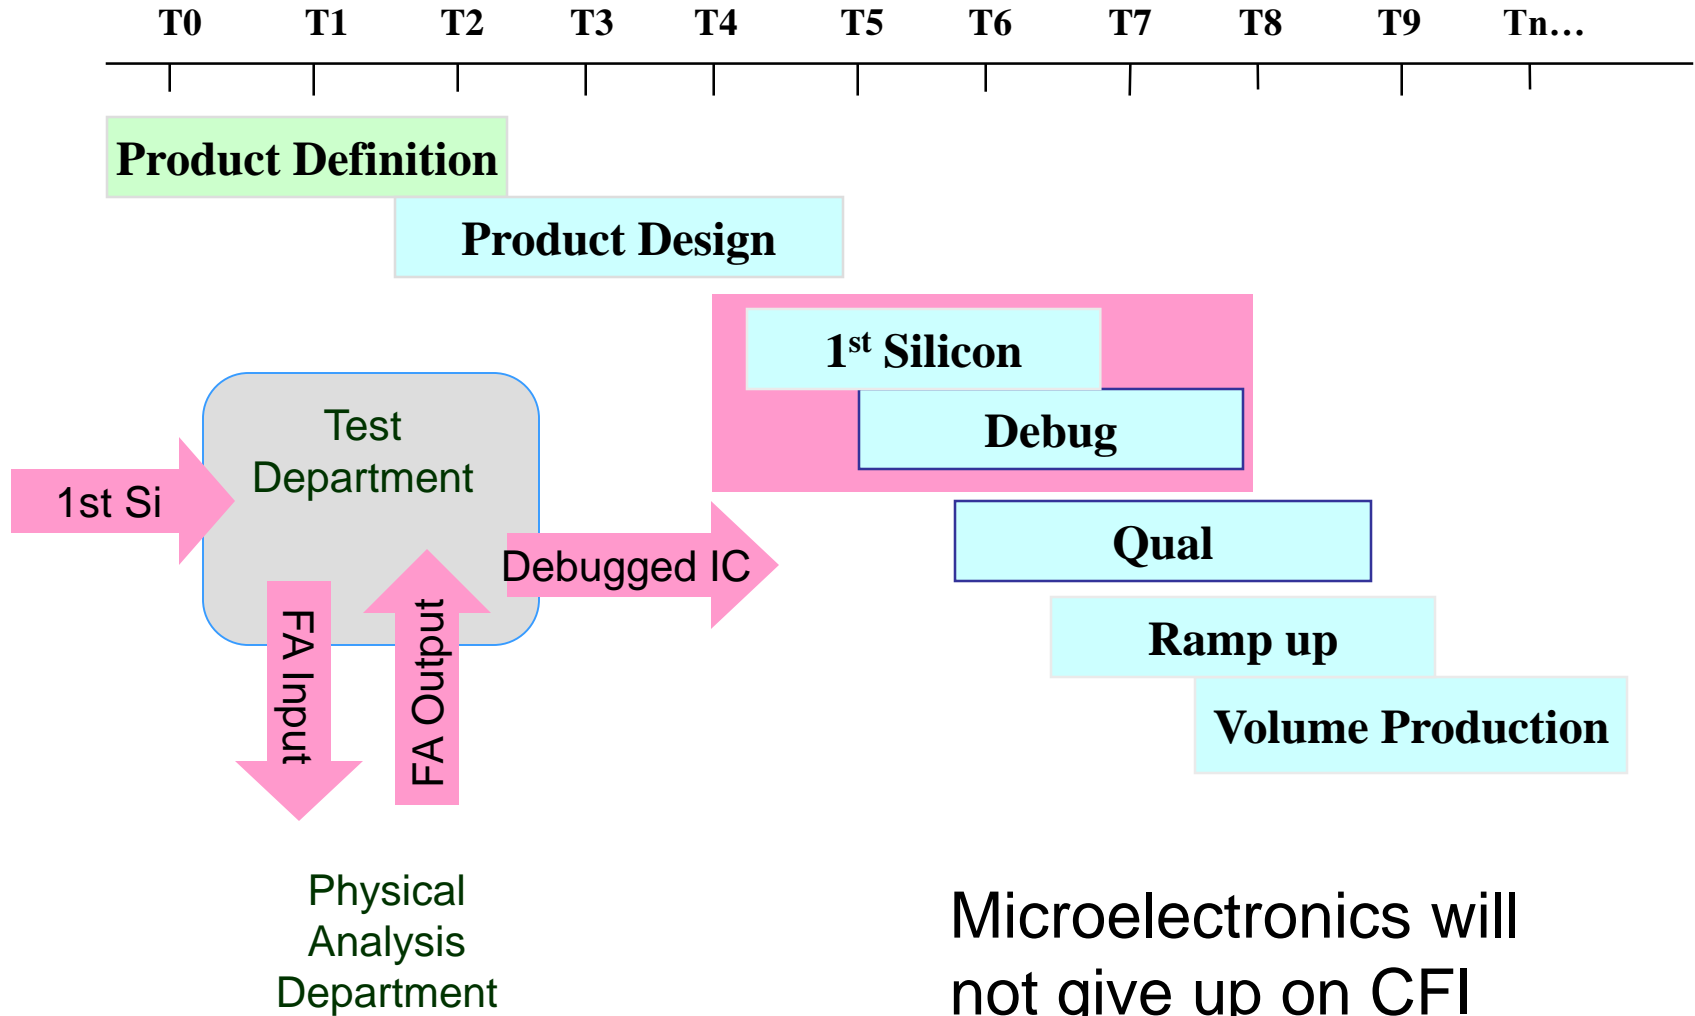 T0 T1 T2 T3 T4 T5 T6 T7 T8 T9 Tn…
Product Definition
Product Design
1st Silicon
Debug
Test
Department
1st Si
Debugged IC
Qual
FA Input
FA Output
Ramp up
Volume Production
Physical
Analysis
Department
Microelectronics will
not give up on CFI